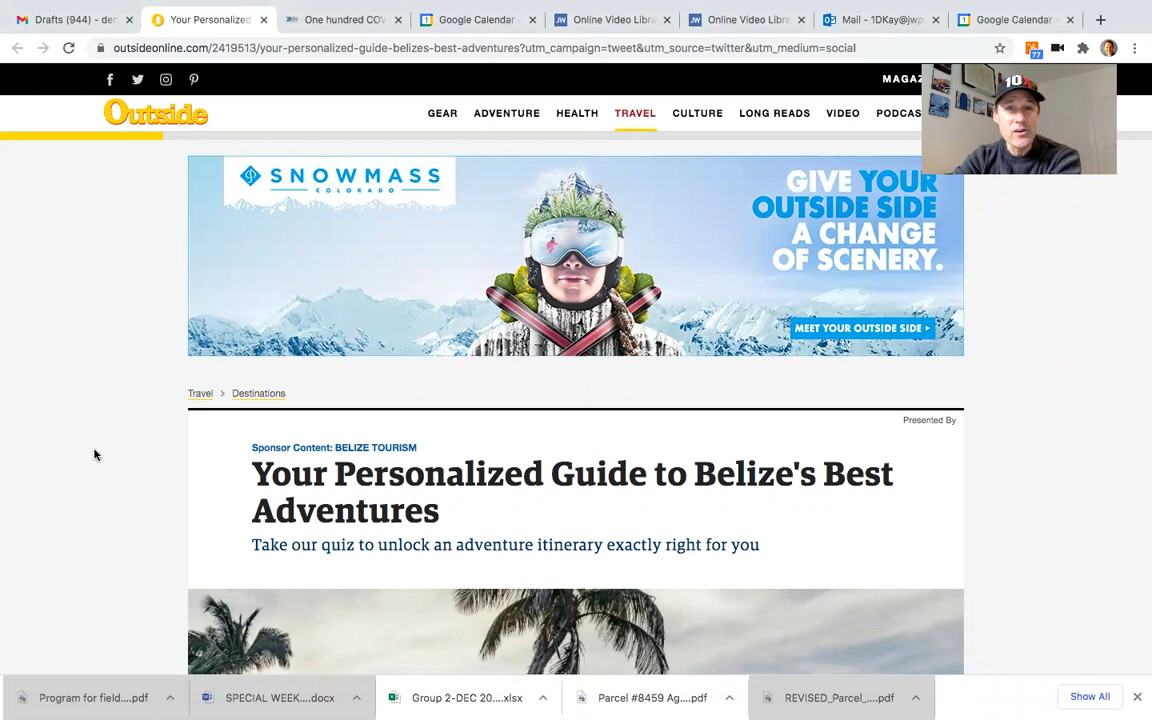 Drafts (944) - der
Your Personalized
One hundred COV
Google Calendar -
Online Video Libra
Online Video Libra
Mail - 1DKay@jwp
Google Calendar -
outsideonline.com/2419513/your-personalized-guide-belizes-best-adventures?utm_campaign=tweet&utm_source=twitter&utm_medium=social
77
MAGAZ
10X
Outside
GEAR ADVENTURE HEALTH TRAVEL CULTURE LONG READS VIDEO PODCAS
SNOWMASS
COLORADO
GIVE YOUR
OUTSIDE SIDE
A CHANGE
OF SCENERY.
MEET YOUR OUTSIDE SIDE
Travel > Destinations
Presented By
Sponsor Content: BELIZE TOURISM
Your Personalized Guide to Belize's Best
Adventures
Take our quiz to unlock an adventure itinerary exactly right for you
Program for field....pdf
SPECIAL WEEK....docx
Group 2-DEC 20....xlsx
Parcel #8459 Ag....pdf
REVISED_Parcel_....pdf
Show All